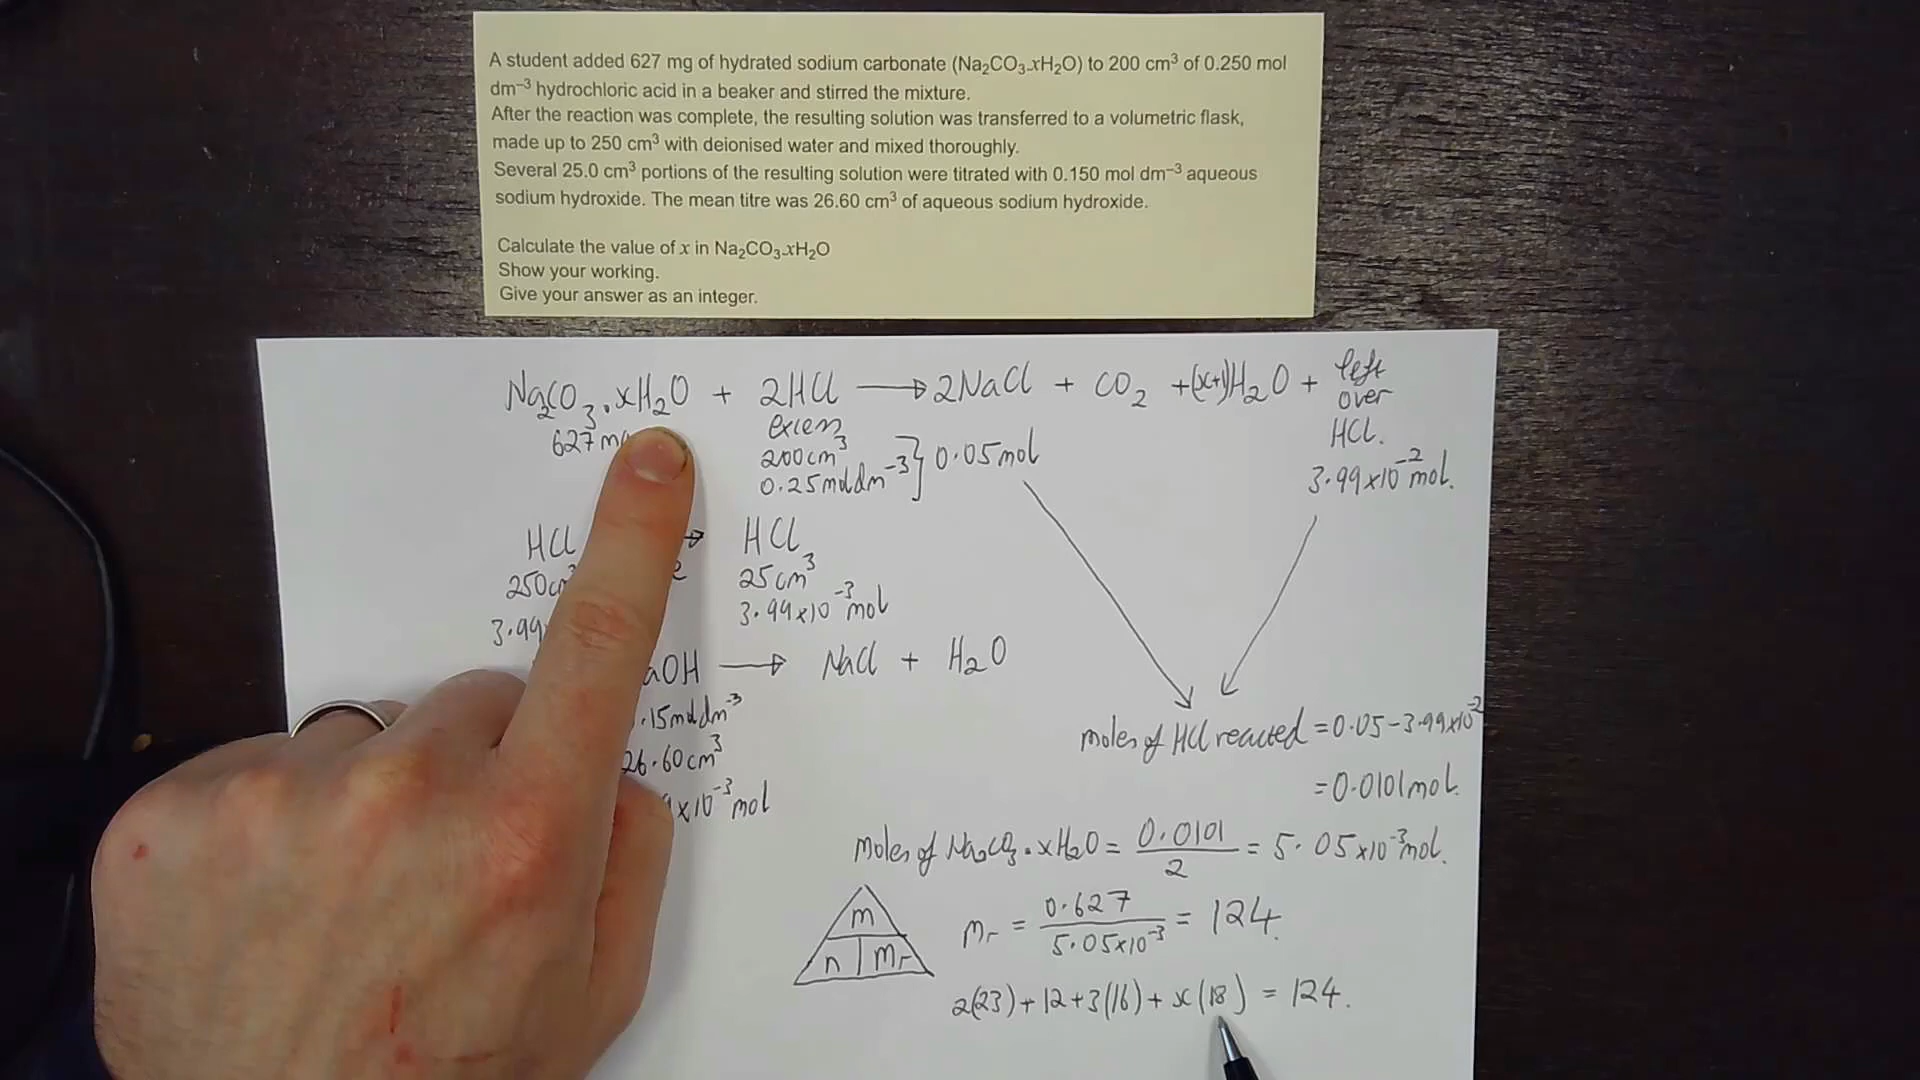 A student added 627 mg of hydrated sodium carbonate (Na₂CO₃.xH₂O) to 200 cm³ of 0.250 mol
dm⁻³ hydrochloric acid in a beaker and stirred the mixture.
After the reaction was complete, the resulting solution was transferred to a volumetric flask,
made up to 250 cm³ with deionised water and mixed thoroughly.
Several 25.0 cm³ portions of the resulting solution were titrated with 0.150 mol dm⁻³ aqueous
sodium hydroxide. The mean titre was 26.60 cm³ of aqueous sodium hydroxide.
Calculate the value of x in Na₂CO₃.xH₂O
Show your working.
Give your answer as an integer.
Na₂CO₃.xH₂O + 2HCl → 2NaCl + CO₂ + (x+1)H₂O + left over HCl.
627 m
excess
200cm³
0.25moldm⁻³ } 0.05mol
3.99x10⁻² mol.
HCl → HCl
250c 25cm³
3.99 3.99x10⁻³ mol
aOH → NaCl + H₂O
.15moldm⁻³
26.60cm³
x10⁻³ mol
moles of HCl reacted = 0.05 - 3.99x10⁻²
= 0.0101mol.
moles of Na₂CO₃.xH₂O = 0.0101 / 2 = 5.05x10⁻³ mol.
m
n mr
mr = 0.627 / 5.05x10⁻³ = 124.
2(23) + 12 + 3(16) + x(18) = 124.